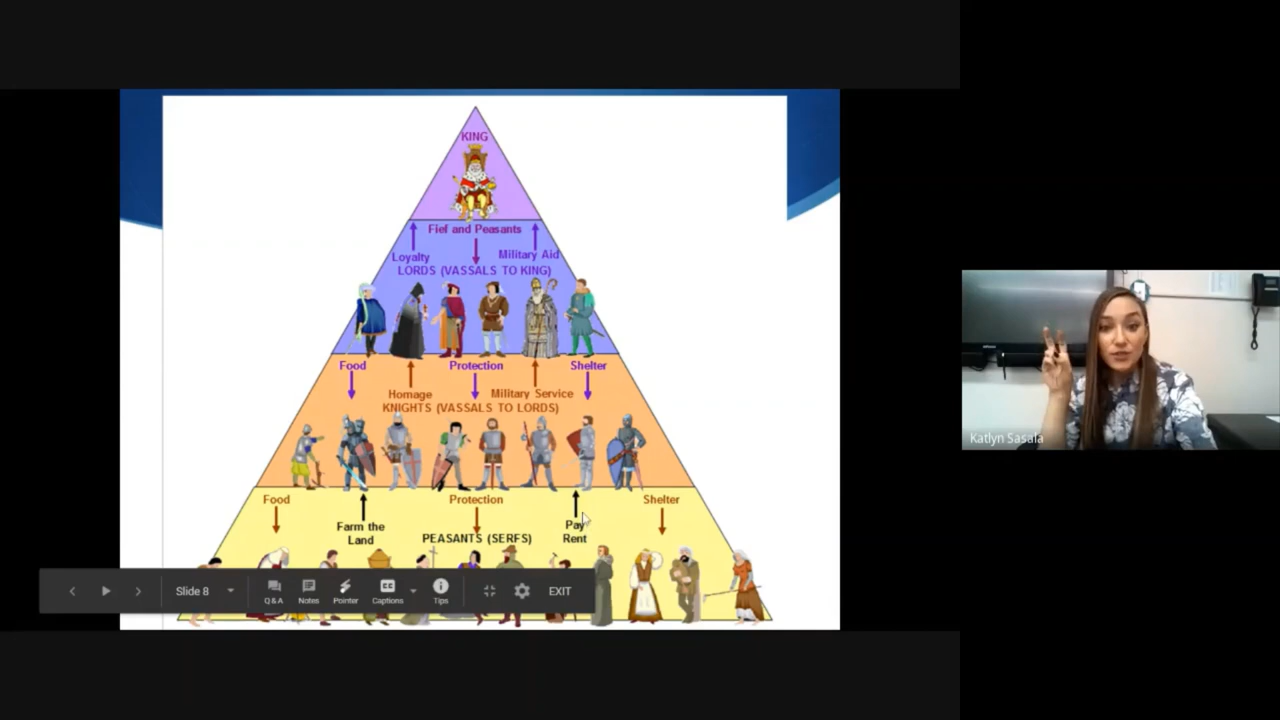 KING
Fief and Peasants
Loyalty
Military Aid
LORDS (VASSALS TO KING)
Food
Protection
Shelter
Homage
Military Service
KNIGHTS (VASSALS TO LORDS)
Food
Protection
Shelter
Farm the
Land
Pay
Rent
PEASANTS (SERFS)
Slide 8
Q & A
Notes
Pointer
Captions
Tips
EXIT
Katlyn Sasala